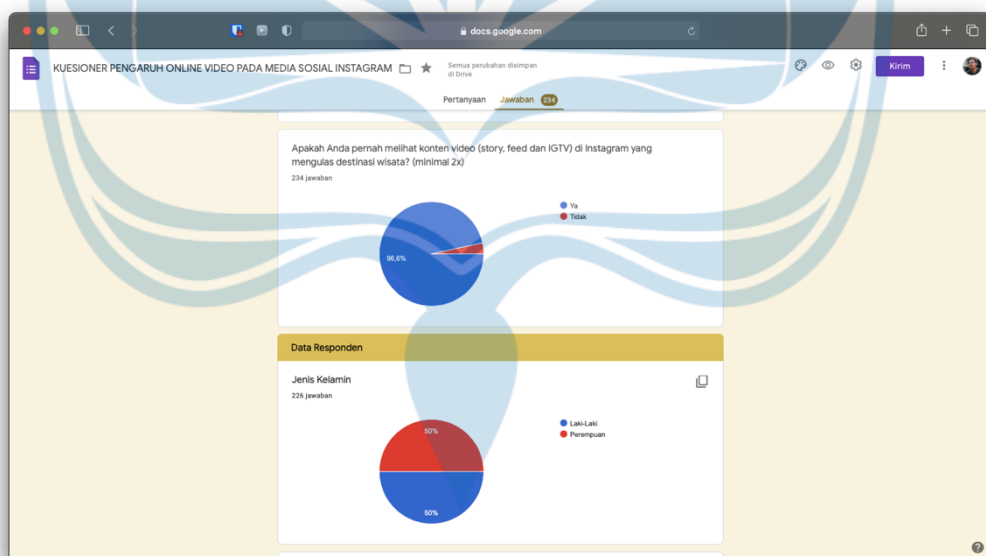 docs.google.com
KUESIONER PENGARUH ONLINE VIDEO PADA MEDIA SOSIAL INSTAGRAM
Semua perubahan disimpan
di Drive
Kirim
Pertanyaan Jawaban 234
Apakah Anda pernah melihat konten video (story, feed dan IGTV) di Instagram yang
mengulas destinasi wisata? (minimal 2x)
234 jawaban
Ya
Tidak
96,6%
Data Responden
Jenis Kelamin
226 jawaban
Laki-Laki
Perempuan
50%
50%